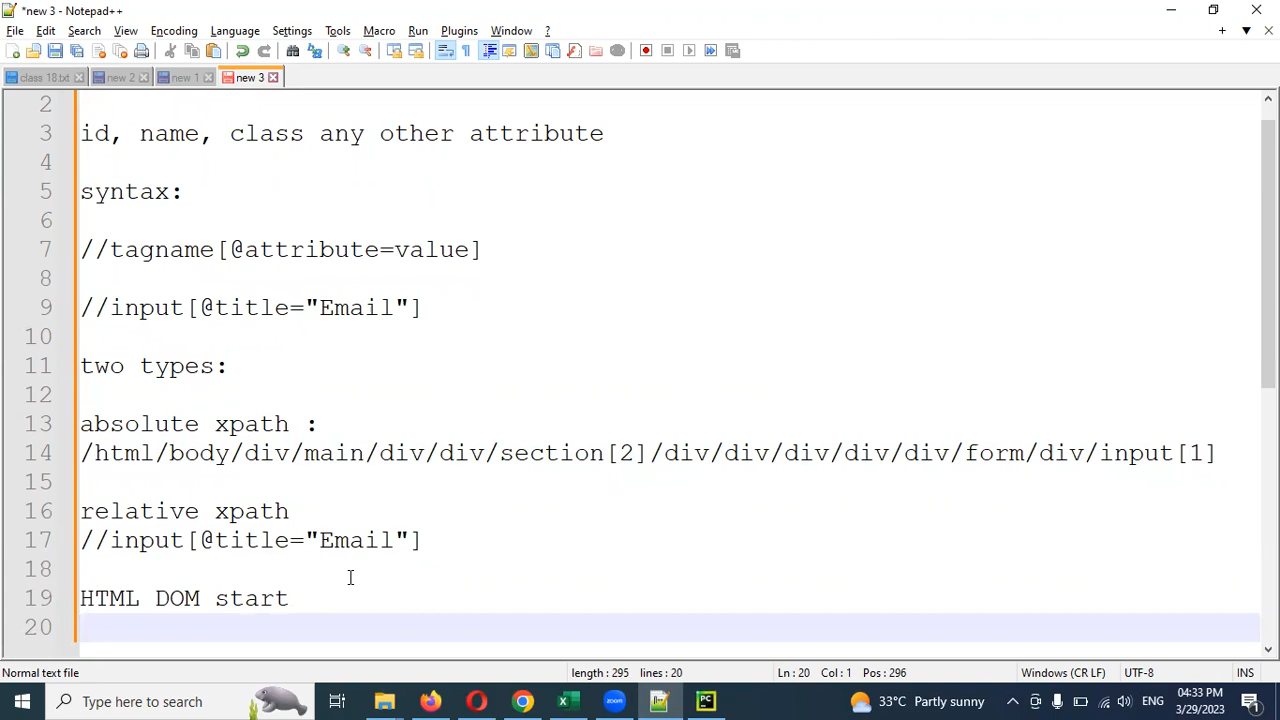 *new 3 - Notepad++
File Edit Search View Encoding Language Settings Tools Macro Run Plugins Window ?
class 18.txt new 2 new 1 new 3
2
3 id, name, class any other attribute
4
5 syntax:
6
7 //tagname[@attribute=value]
8
9 //input[@title="Email"]
10
11 two types:
12
13 absolute xpath :
14 /html/body/div/main/div/div/section[2]/div/div/div/div/div/form/div/input[1]
15
16 relative xpath
17 //input[@title="Email"]
18
19 HTML DOM start
20
Normal text file length : 295 lines : 20 Ln : 20 Col : 1 Pos : 296 Windows (CR LF) UTF-8 INS
Type here to search zoom PC 33°C Partly sunny ENG 04:33 PM
3/29/2023 1